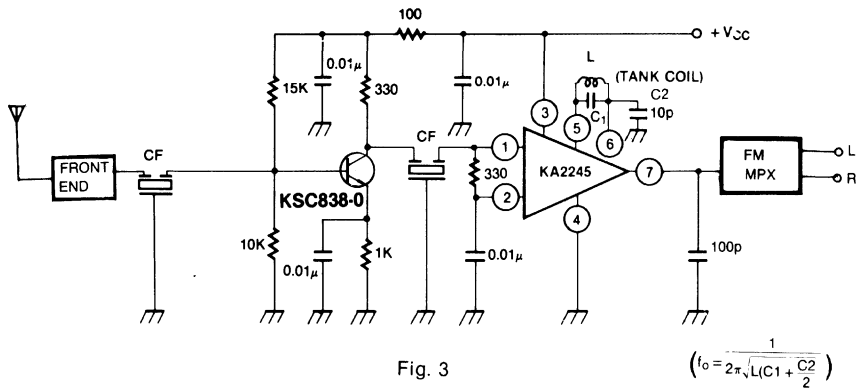 100
+ VCC
0.01μ
15K
330
0.01μ
L
(TANK COIL)
C2
10p
C1
3
5
6
CF
FRONT
END
CF
1
330
KA2245
7
FM
MPX
L
R
KSC838-0
2
4
10K
0.01μ
1K
0.01μ
100p
Fig. 3
(fo = 1 / 2π√L(C1 + C2/2))